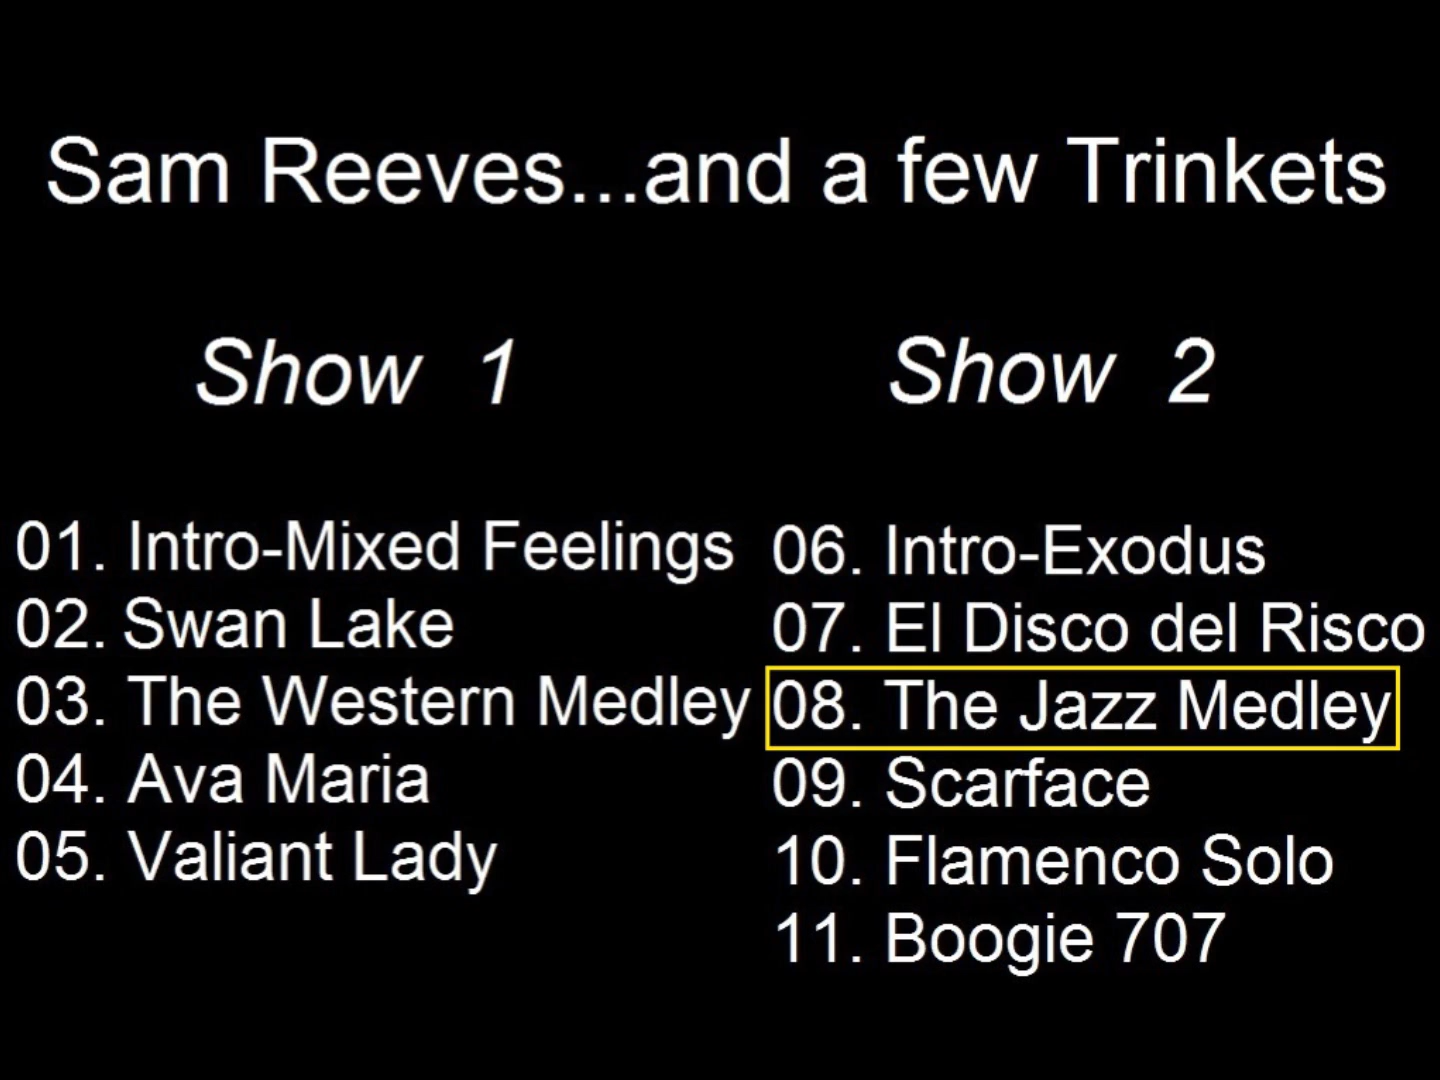 Sam Reeves...and a few Trinkets
Show 1
01. Intro-Mixed Feelings
02. Swan Lake
03. The Western Medley
04. Ava Maria
05. Valiant Lady
Show 2
06. Intro-Exodus
07. El Disco del Risco
08. The Jazz Medley
09. Scarface
10. Flamenco Solo
11. Boogie 707